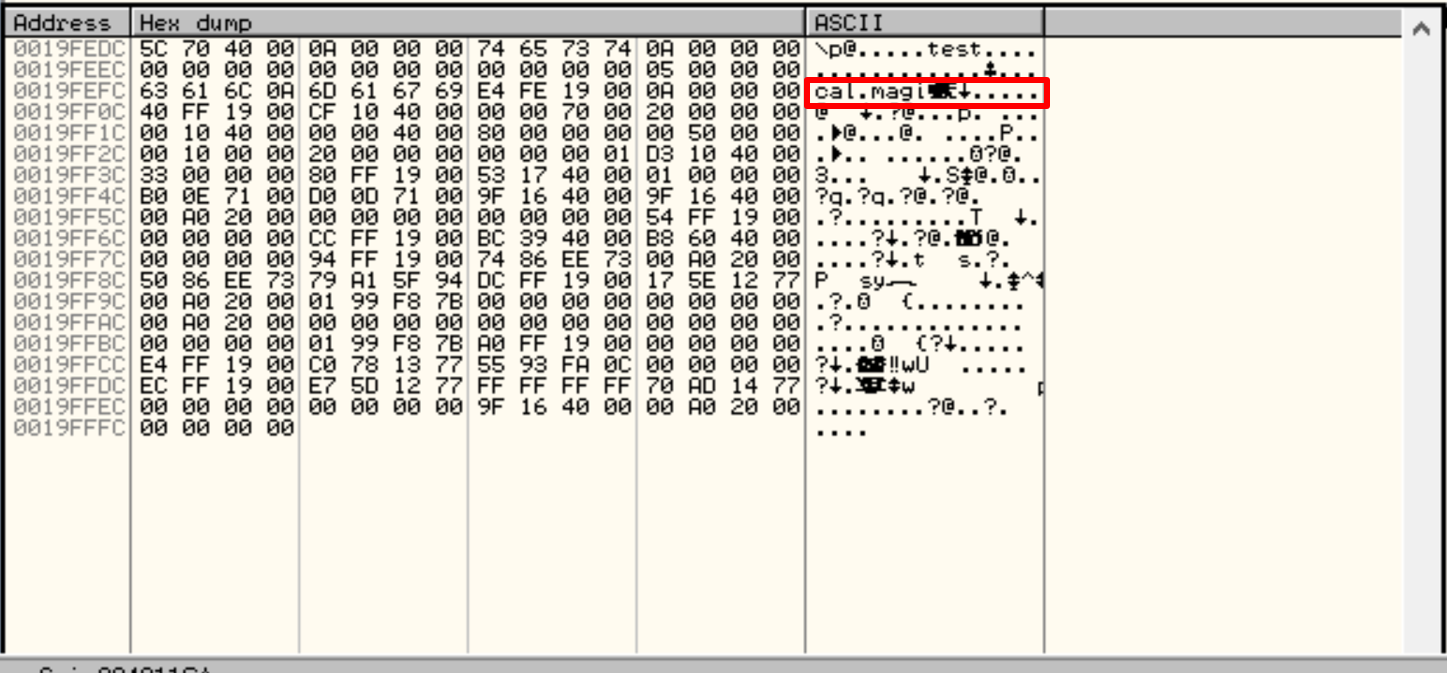 Address Hex dump ASCII
0019FEDC 5C 70 40 00 0A 00 00 00 74 65 73 74 0A 00 00 00 \p@.....test....
0019FEEC 00 00 00 00 00 00 00 00 00 00 00 00 05 00 00 00 ............♣...
0019FEFC 63 61 6C 0A 6D 61 67 69 E4 FE 19 00 0A 00 00 00 cal.magi ↓.....
0019FF0C 40 FF 19 00 CF 10 40 00 00 00 70 00 20 00 00 00 @ ↓.?@...p. ...
0019FF1C 00 10 40 00 00 00 40 00 80 00 00 00 00 50 00 00 .►@...@. ....P..
0019FF2C 00 10 00 00 20 00 00 00 00 00 00 01 D3 10 40 00 .►.. ......0?@.
0019FF3C 33 00 00 00 80 FF 19 00 53 17 40 00 01 00 00 00 3... ↓.S‡@.0..
0019FF4C B0 0E 71 00 D0 0D 71 00 9F 16 40 00 9F 16 40 00 ?q.?q.?@.?@.
0019FF5C 00 A0 20 00 00 00 00 00 00 00 00 00 54 FF 19 00 .?.........T ↓.
0019FF6C 00 00 00 00 CC FF 19 00 BC 39 40 00 B8 60 40 00 ....?↓.?@. @.
0019FF7C 00 00 00 00 94 FF 19 00 74 86 EE 73 00 A0 20 00 ....?↓.t s.?.
0019FF8C 50 86 EE 73 79 A1 5F 94 DC FF 19 00 17 5E 12 77 P sy ↓.‡^‡
0019FF9C 00 A0 20 00 01 99 F8 7B 00 00 00 00 00 00 00 00 .?.0 {........
0019FFAC 00 A0 20 00 00 00 00 00 00 00 00 00 00 00 00 00 .?.............
0019FFBC 00 00 00 00 01 99 F8 7B A0 FF 19 00 00 00 00 00 ....0 {?↓.....
0019FFCC E4 FF 19 00 C0 78 13 77 55 93 FA 0C 00 00 00 00 ?↓. ‼wU .....
0019FFDC EC FF 19 00 E7 5D 12 77 FF FF FF FF 70 AD 14 77 ?↓. ‡w p
0019FFEC 00 00 00 00 00 00 00 00 9F 16 40 00 00 A0 20 00 ........?@..?.
0019FFFC 00 00 00 00 ....